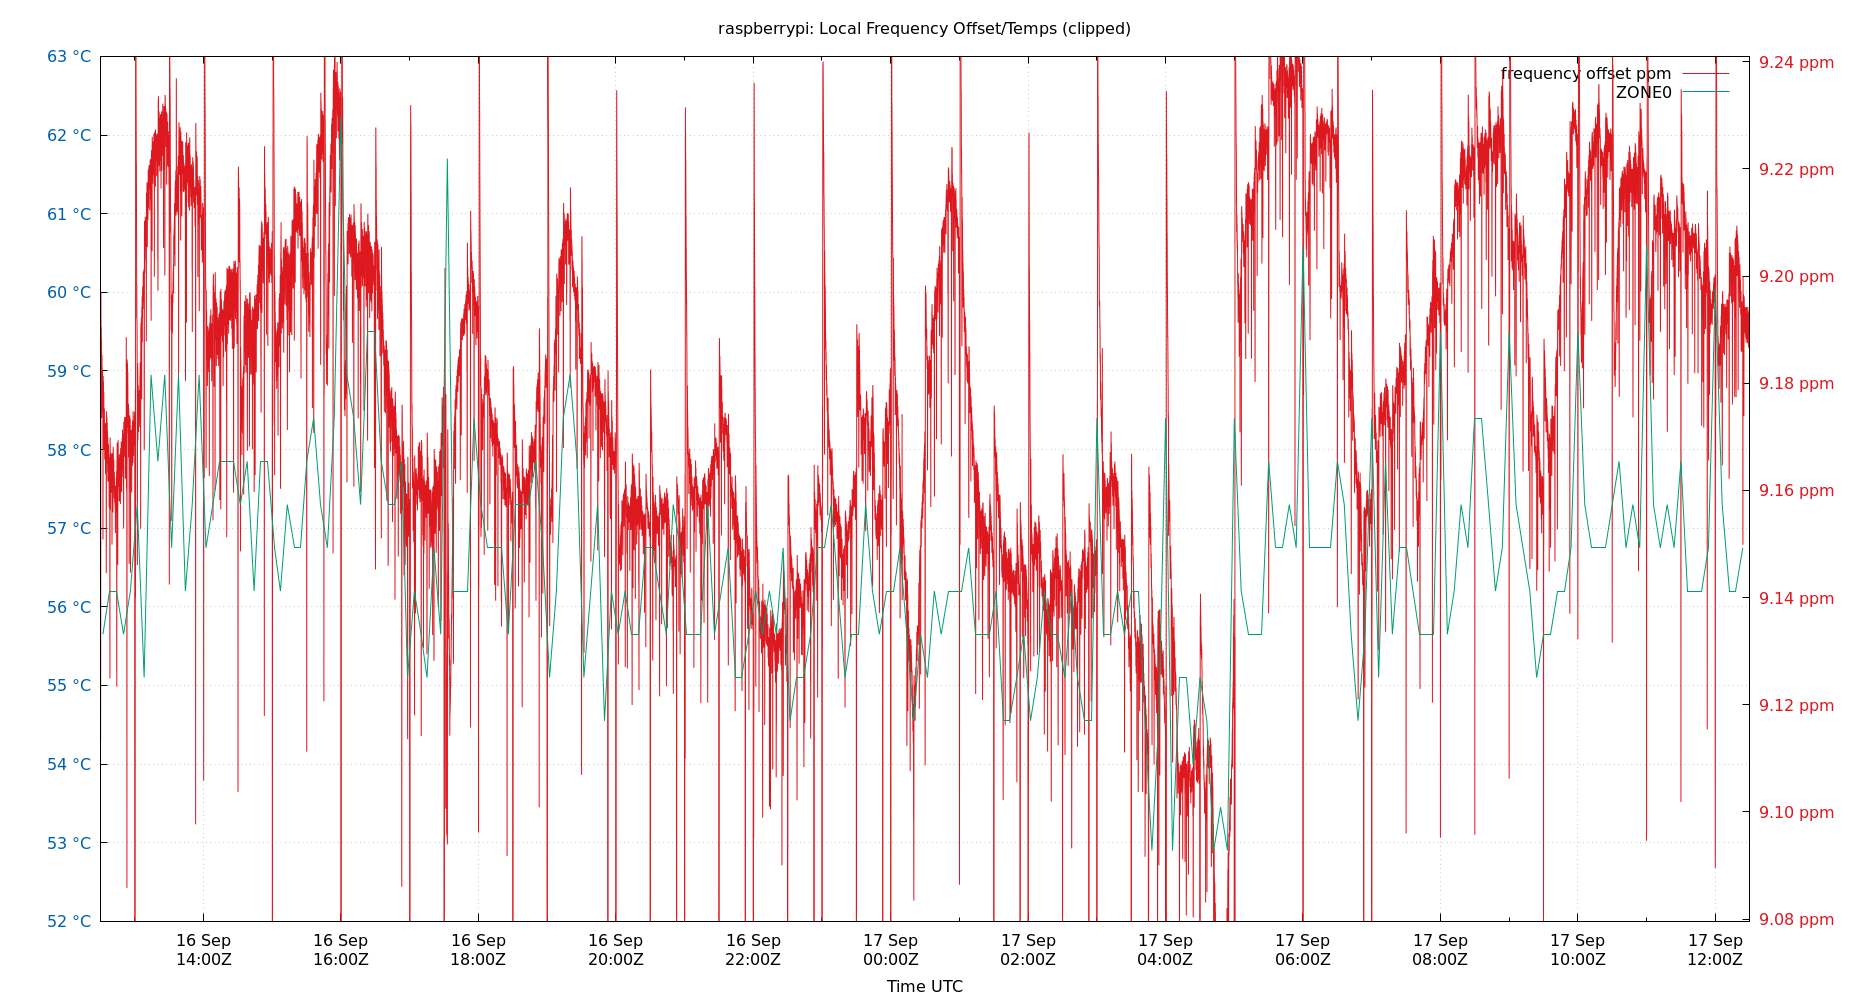 raspberrypi: Local Frequency Offset/Temps (clipped)
63 °C
62 °C
61 °C
60 °C
59 °C
58 °C
57 °C
56 °C
55 °C
54 °C
53 °C
52 °C
frequency offset ppm
ZONE0
9.24 ppm
9.22 ppm
9.20 ppm
9.18 ppm
9.16 ppm
9.14 ppm
9.12 ppm
9.10 ppm
9.08 ppm
16 Sep
14:00Z
16 Sep
16:00Z
16 Sep
18:00Z
16 Sep
20:00Z
16 Sep
22:00Z
17 Sep
00:00Z
17 Sep
02:00Z
17 Sep
04:00Z
17 Sep
06:00Z
17 Sep
08:00Z
17 Sep
10:00Z
17 Sep
12:00Z
Time UTC